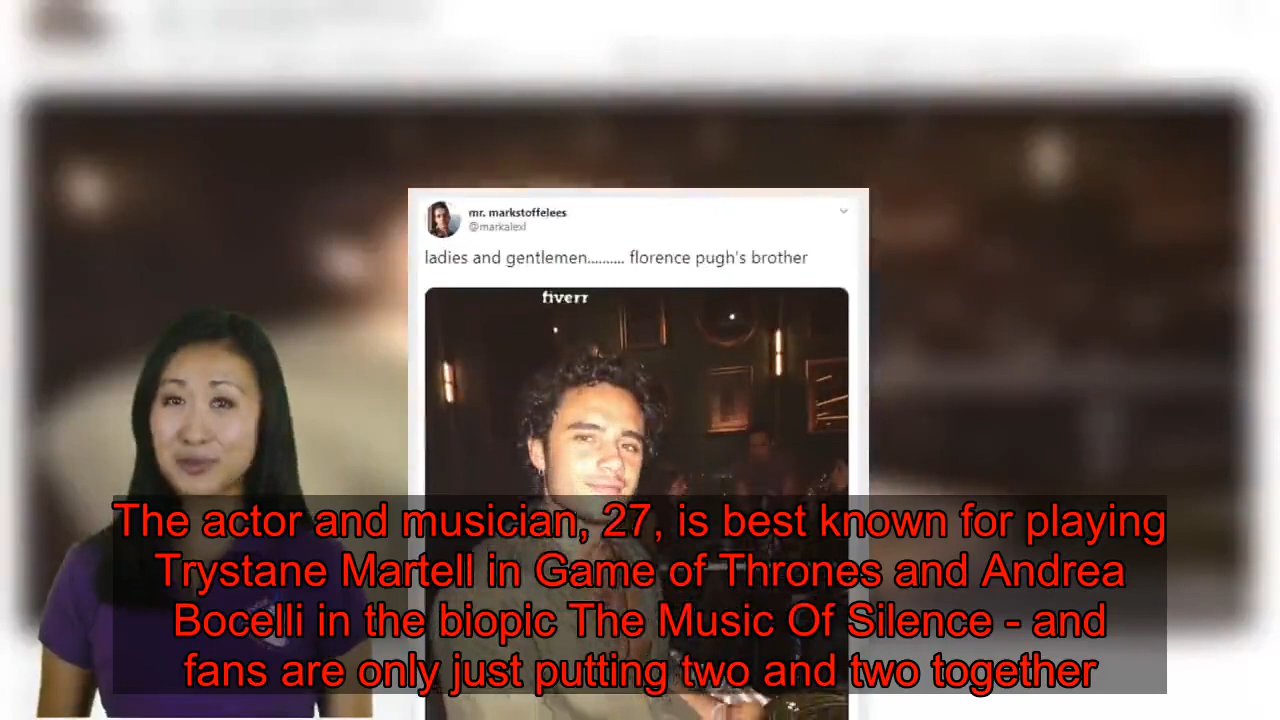 mr. markstoffelees
@markalexl
ladies and gentlemen.......... florence pugh's brother
fiverr
The actor and musician, 27, is best known for playing
Trystane Martell in Game of Thrones and Andrea
Bocelli in the biopic The Music Of Silence - and
fans are only just putting two and two together